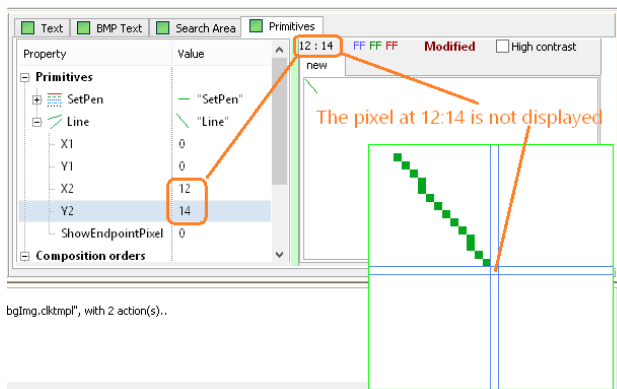 Text BMP Text Search Area Primitives
Property Value
12 : 14 FF FF FF Modified High contrast
new
Primitives
SetPen "SetPen"
Line "Line"
X1 0
Y1 0
X2 12
Y2 14
ShowEndpointPixel 0
Composition orders
The pixel at 12:14 is not displayed
bgImg.clktmpl", with 2 action(s)..